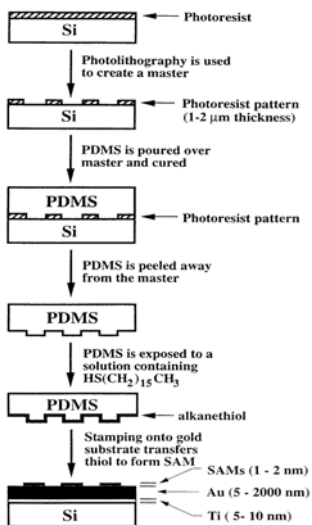 Photoresist
Si
Photolithography is used
to create a master
Photoresist pattern
(1-2 μm thickness)
Si
PDMS is poured over
master and cured
PDMS
Photoresist pattern
Si
PDMS is peeled away
from the master
PDMS
PDMS is exposed to a
solution containing
HS(CH₂)₁₅CH₃
PDMS
alkanethiol
Stamping onto gold
substrate transfers
thiol to form SAM
SAMs (1 - 2 nm)
Au (5 - 2000 nm)
Si
Ti (5- 10 nm)